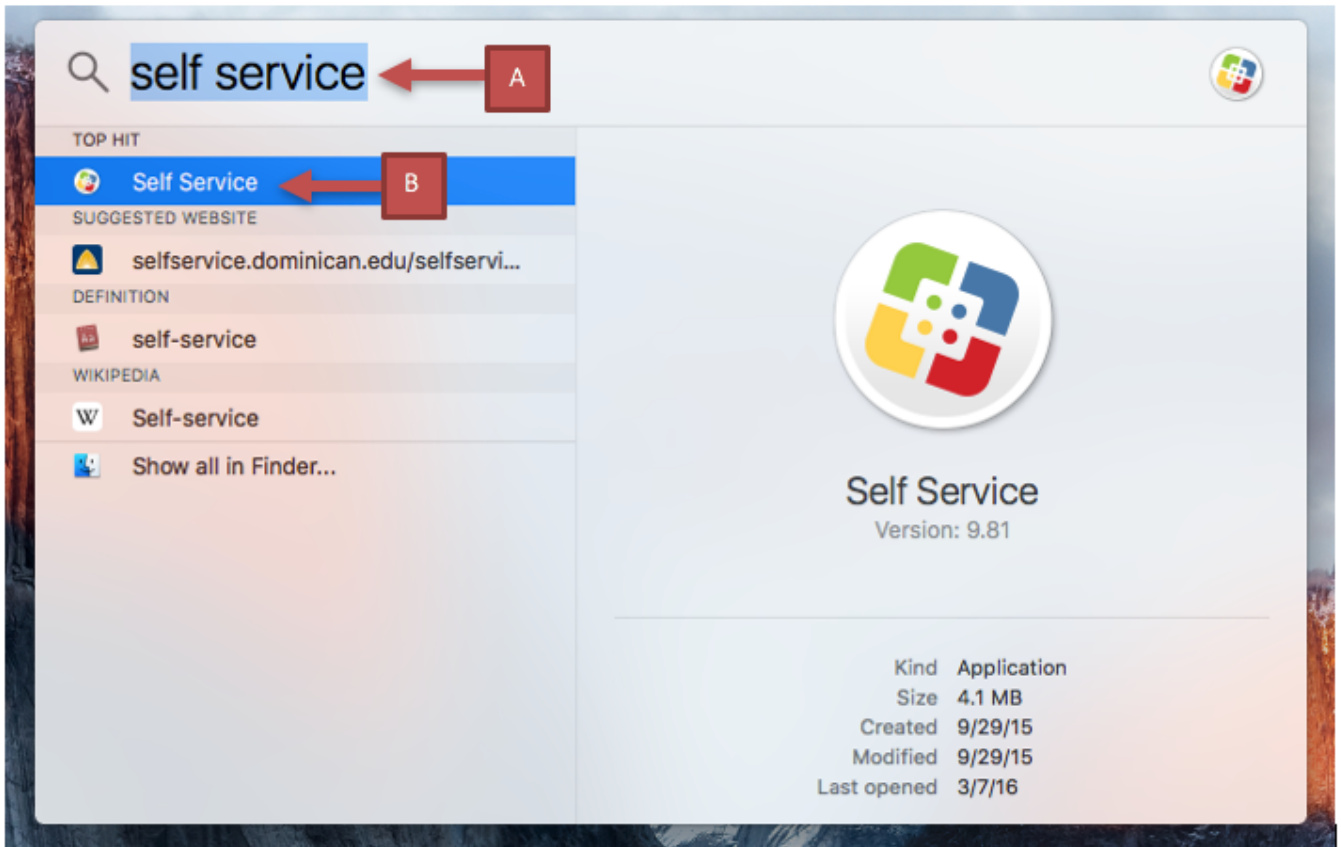 self service
A
TOP HIT
Self Service
B
SUGGESTED WEBSITE
selfservice.dominican.edu/selfservi...
DEFINITION
self-service
WIKIPEDIA
W Self-service
Show all in Finder...
Self Service
Version: 9.81
Kind Application
Size 4.1 MB
Created 9/29/15
Modified 9/29/15
Last opened 3/7/16